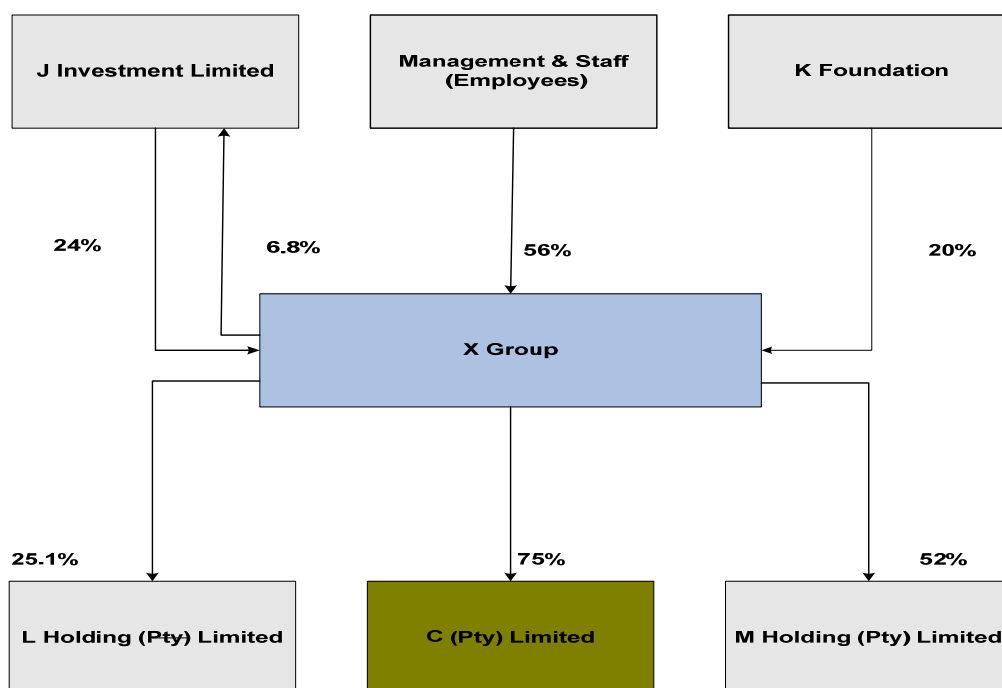 J Investment Limited
Management & Staff
(Employees)
K Foundation
24%
6.8%
56%
20%
X Group
25.1%
75%
52%
L Holding (Pty) Limited
C (Pty) Limited
M Holding (Pty) Limited